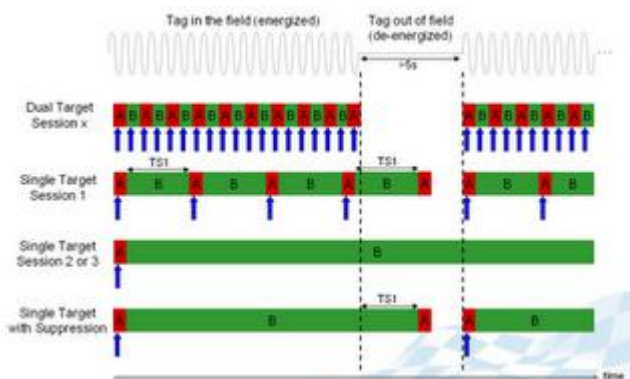 Tag in the field (energized)
Tag out of field
(de-energized)
>5s
...
Dual Target
Session x
A B A B A B A B A B A B A B A B A B A
A B A B A B A B A B
Single Target
Session 1
TS1
TS1
A B A B A B A B A
A B A B
Single Target
Session 2 or 3
A B
Single Target
with Suppression
TS1
A B A
A B
time